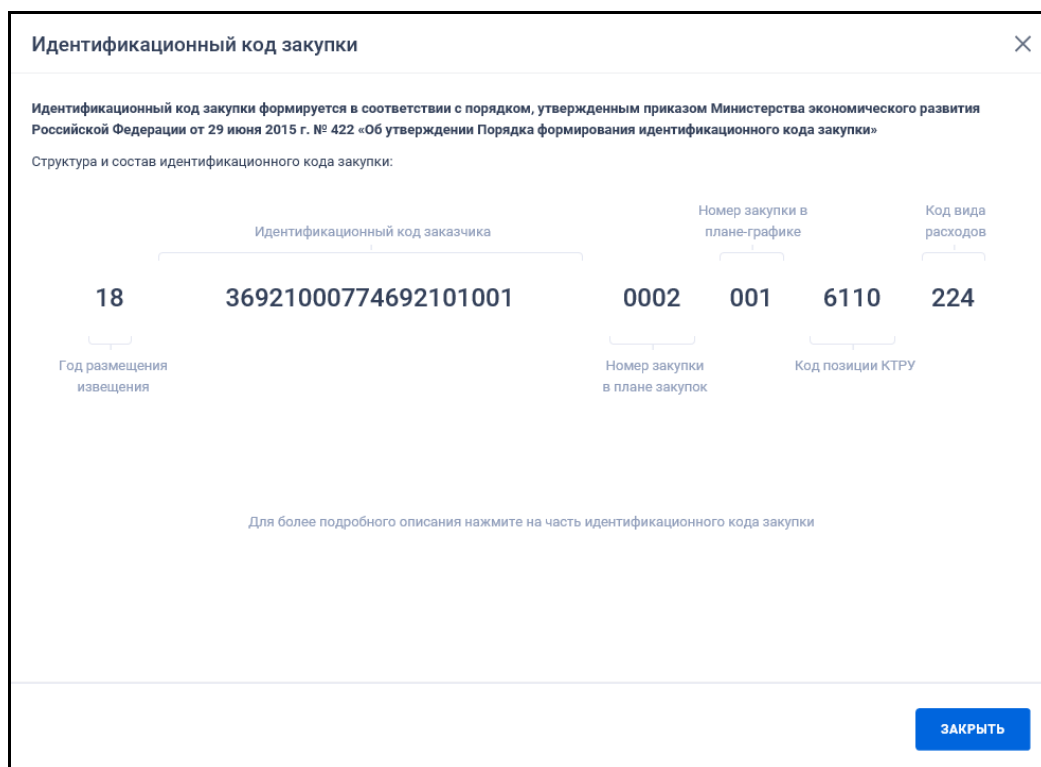 Идентификационный код закупки
Идентификационный код закупки формируется в соответствии с порядком, утвержденным приказом Министерства экономического развития
Российской Федерации от 29 июня 2015 г. № 422 «Об утверждении Порядка формирования идентификационного кода закупки»
Структура и состав идентификационного кода закупки:
Идентификационный код заказчика
Номер закупки в
плане-графике
Код вида
расходов
18 36921000774692101001 0002 001 6110 224
Год размещения
извещения
Номер закупки
в плане закупок
Код позиции КТРУ
Для более подробного описания нажмите на часть идентификационного кода закупки
ЗАКРЫТЬ